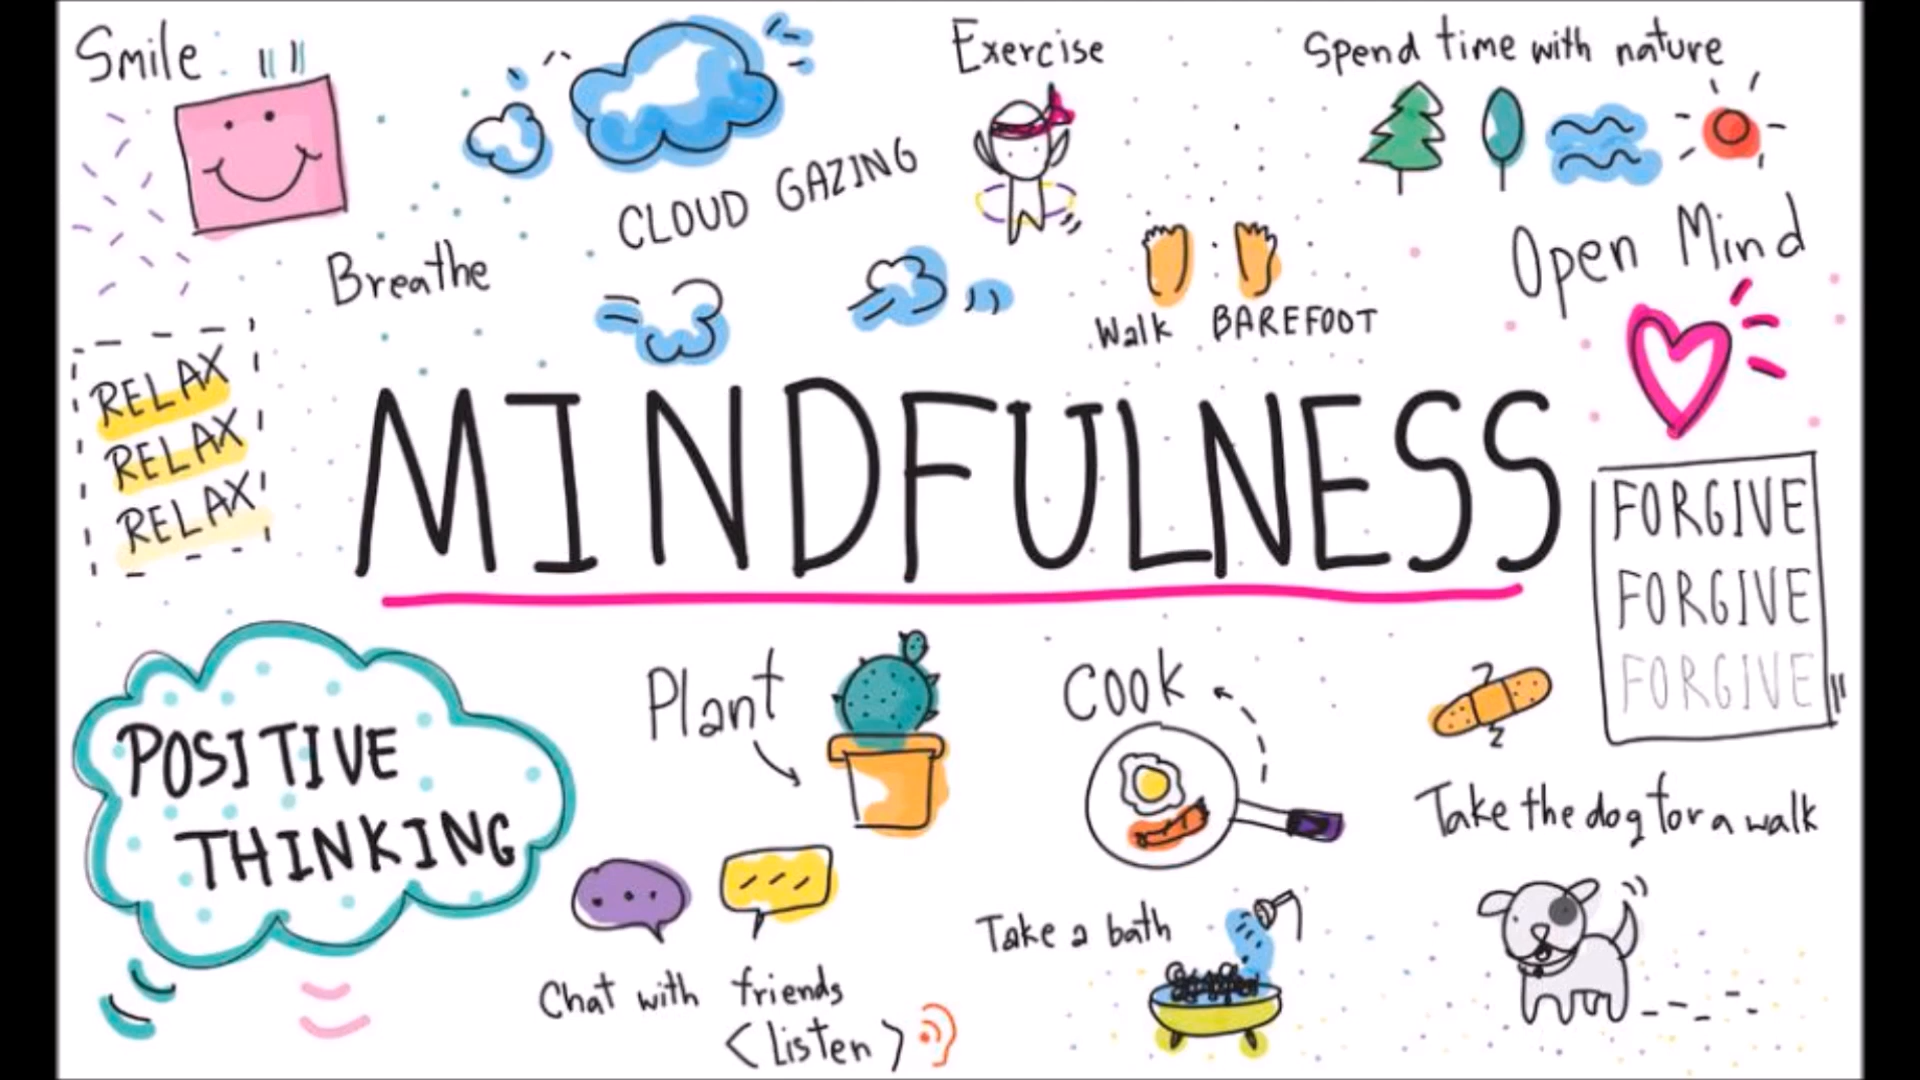 Smile
Exercise
Spend time with nature
CLOUD GAZING
Breathe
Open Mind
Walk BAREFOOT
RELAX
RELAX
RELAX
MINDFULNESS
FORGIVE
FORGIVE
FORGIVE
POSITIVE
THINKING
Plant
Cook
Take the dog for a walk
Take a bath
Chat with friends
<listen>